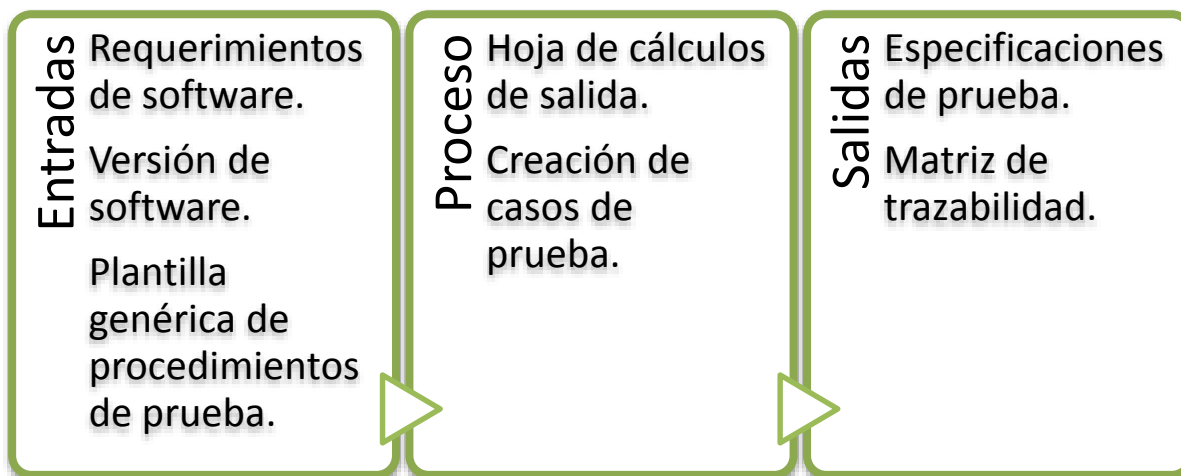 Entradas
Requerimientos
de software.
Versión de
software.
Plantilla
genérica de
procedimientos
de prueba.
Proceso
Hoja de cálculos
de salida.
Creación de
casos de
prueba.
Salidas
Especificaciones
de prueba.
Matriz de
trazabilidad.